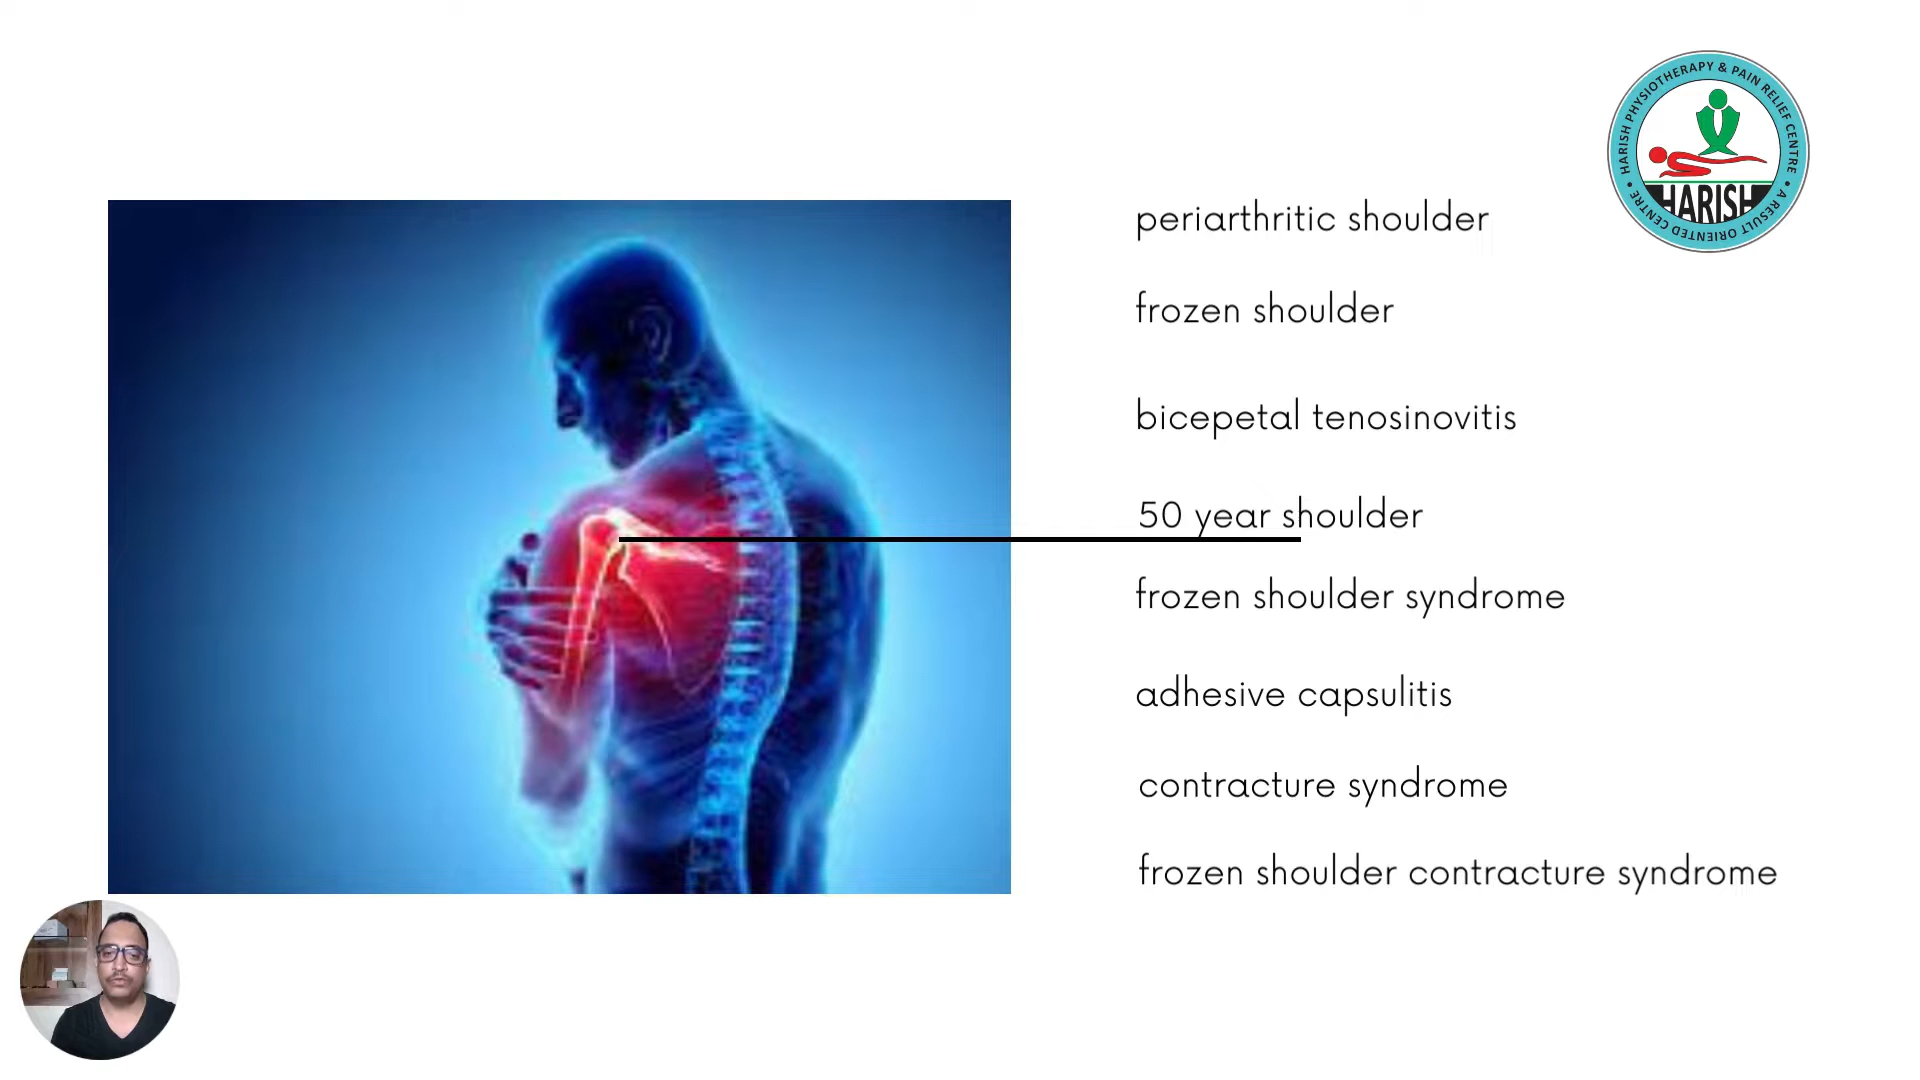 HARISH PHYSIOTHERAPY & PAIN RELIEF CENTRE • A RESULT ORIENTED CENTRE •
HARISH
periarthritic shoulder
frozen shoulder
bicepetal tenosinovitis
50 year shoulder
frozen shoulder syndrome
adhesive capsulitis
contracture syndrome
frozen shoulder contracture syndrome